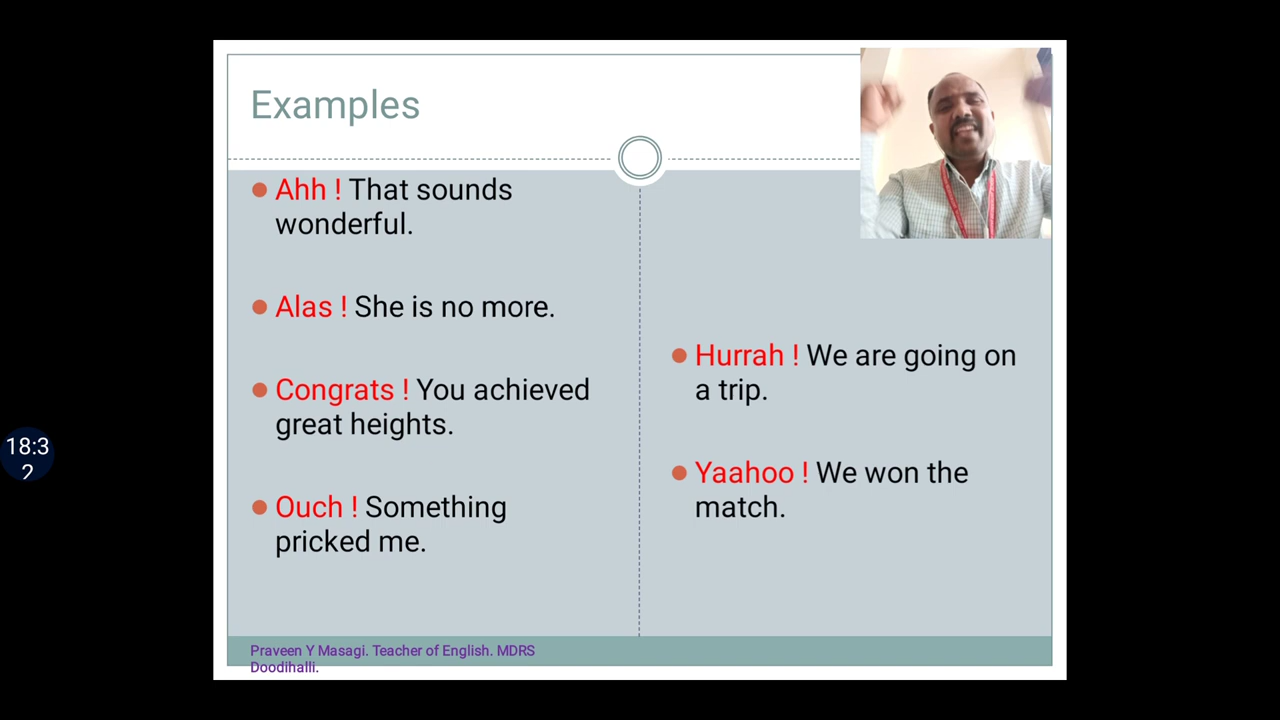 Examples
Ahh ! That sounds
wonderful.
Alas ! She is no more.
Congrats ! You achieved
great heights.
Ouch ! Something
pricked me.
Hurrah ! We are going on
a trip.
Yaahoo ! We won the
match.
18:3
2
Praveen Y Masagi. Teacher of English. MDRS
Doodihalli.